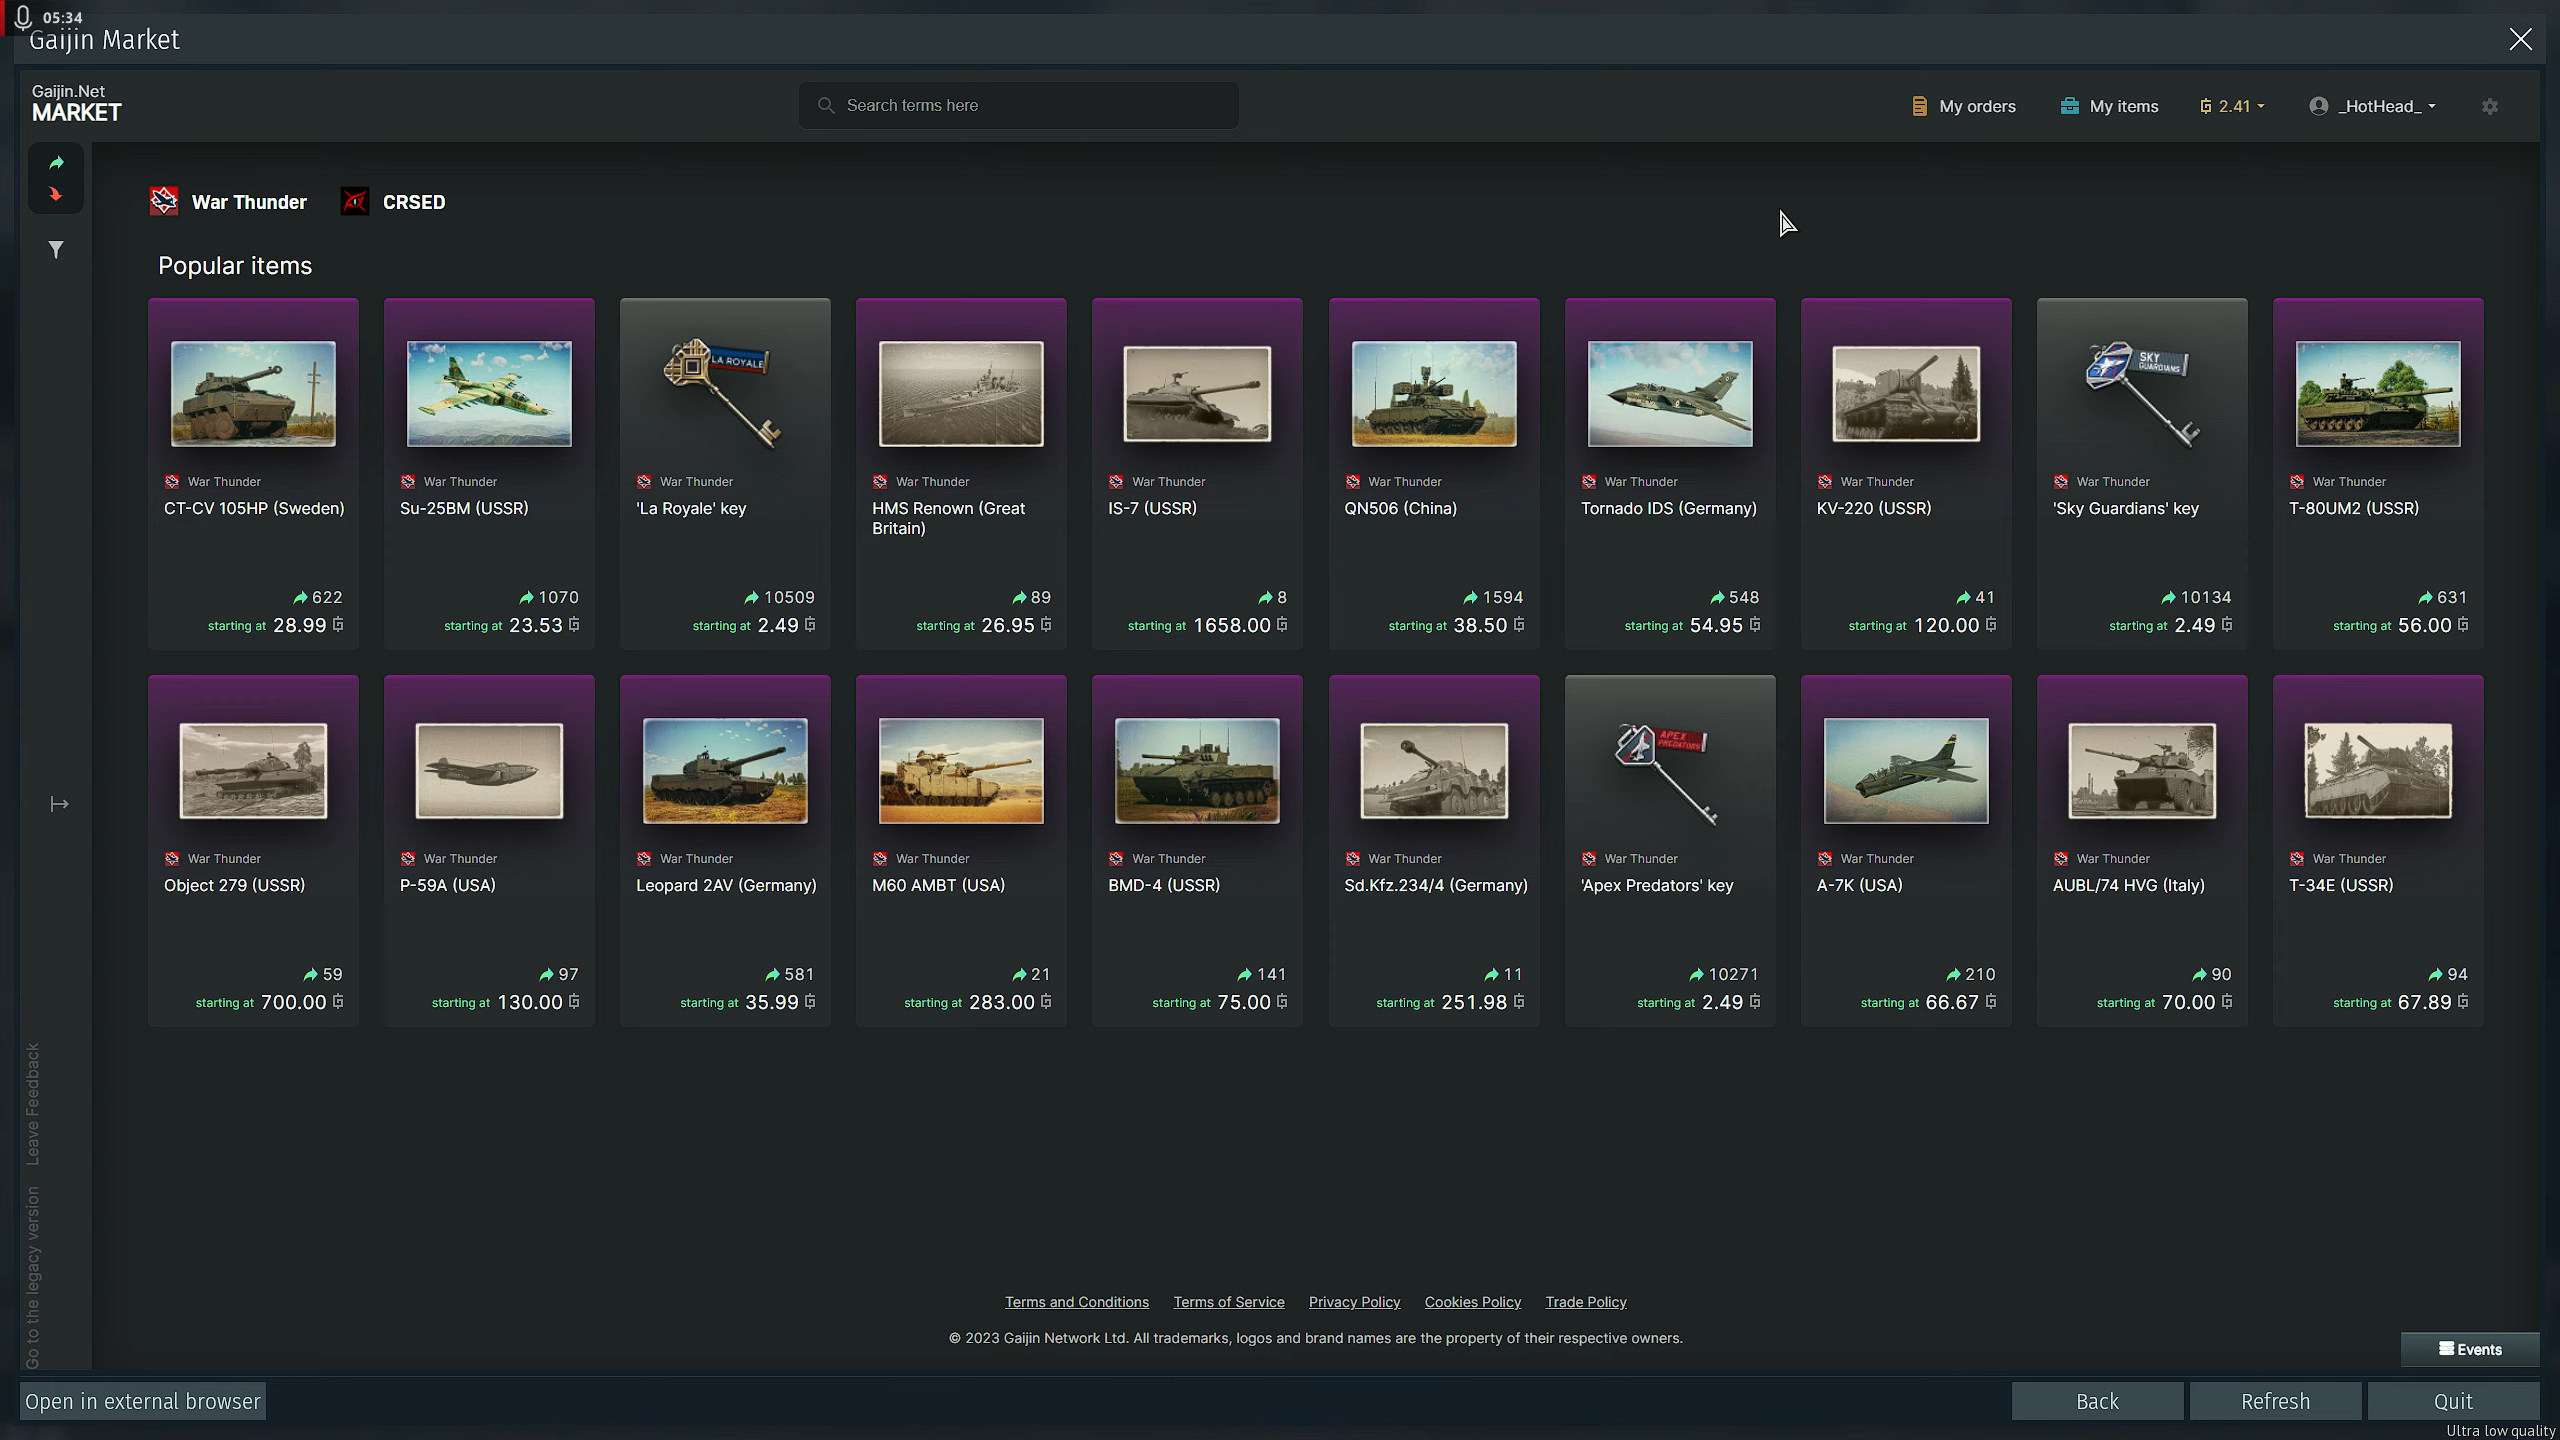 05:34
Gaijin Market
Gaijin.Net
MARKET
Search terms here
My orders
My items
2.41
_HotHead_
War Thunder
CRSED
Popular items
LA ROYALE
SKY GUARDIANS
War Thunder
War Thunder
War Thunder
War Thunder
War Thunder
War Thunder
War Thunder
War Thunder
War Thunder
War Thunder
CT-CV 105HP (Sweden)
Su-25BM (USSR)
'La Royale' key
HMS Renown (Great
Britain)
IS-7 (USSR)
QN506 (China)
Tornado IDS (Germany)
KV-220 (USSR)
'Sky Guardians' key
T-80UM2 (USSR)
622
1070
10509
89
8
1594
548
41
10134
631
starting at 28.99
starting at 23.53
starting at 2.49
starting at 26.95
starting at 1658.00
starting at 38.50
starting at 54.95
starting at 120.00
starting at 2.49
starting at 56.00
APEX PREDATORS
War Thunder
War Thunder
War Thunder
War Thunder
War Thunder
War Thunder
War Thunder
War Thunder
War Thunder
War Thunder
Object 279 (USSR)
P-59A (USA)
Leopard 2AV (Germany)
M60 AMBT (USA)
BMD-4 (USSR)
Sd.Kfz.234/4 (Germany)
'Apex Predators' key
A-7K (USA)
AUBL/74 HVG (Italy)
T-34E (USSR)
59
97
581
21
141
11
10271
210
90
94
starting at 700.00
starting at 130.00
starting at 35.99
starting at 283.00
starting at 75.00
starting at 251.98
starting at 2.49
starting at 66.67
starting at 70.00
starting at 67.89
Leave Feedback
Go to the legacy version
Terms and Conditions
Terms of Service
Privacy Policy
Cookies Policy
Trade Policy
© 2023 Gaijin Network Ltd. All trademarks, logos and brand names are the property of their respective owners.
Events
Open in external browser
Back
Refresh
Quit
Ultra low quality